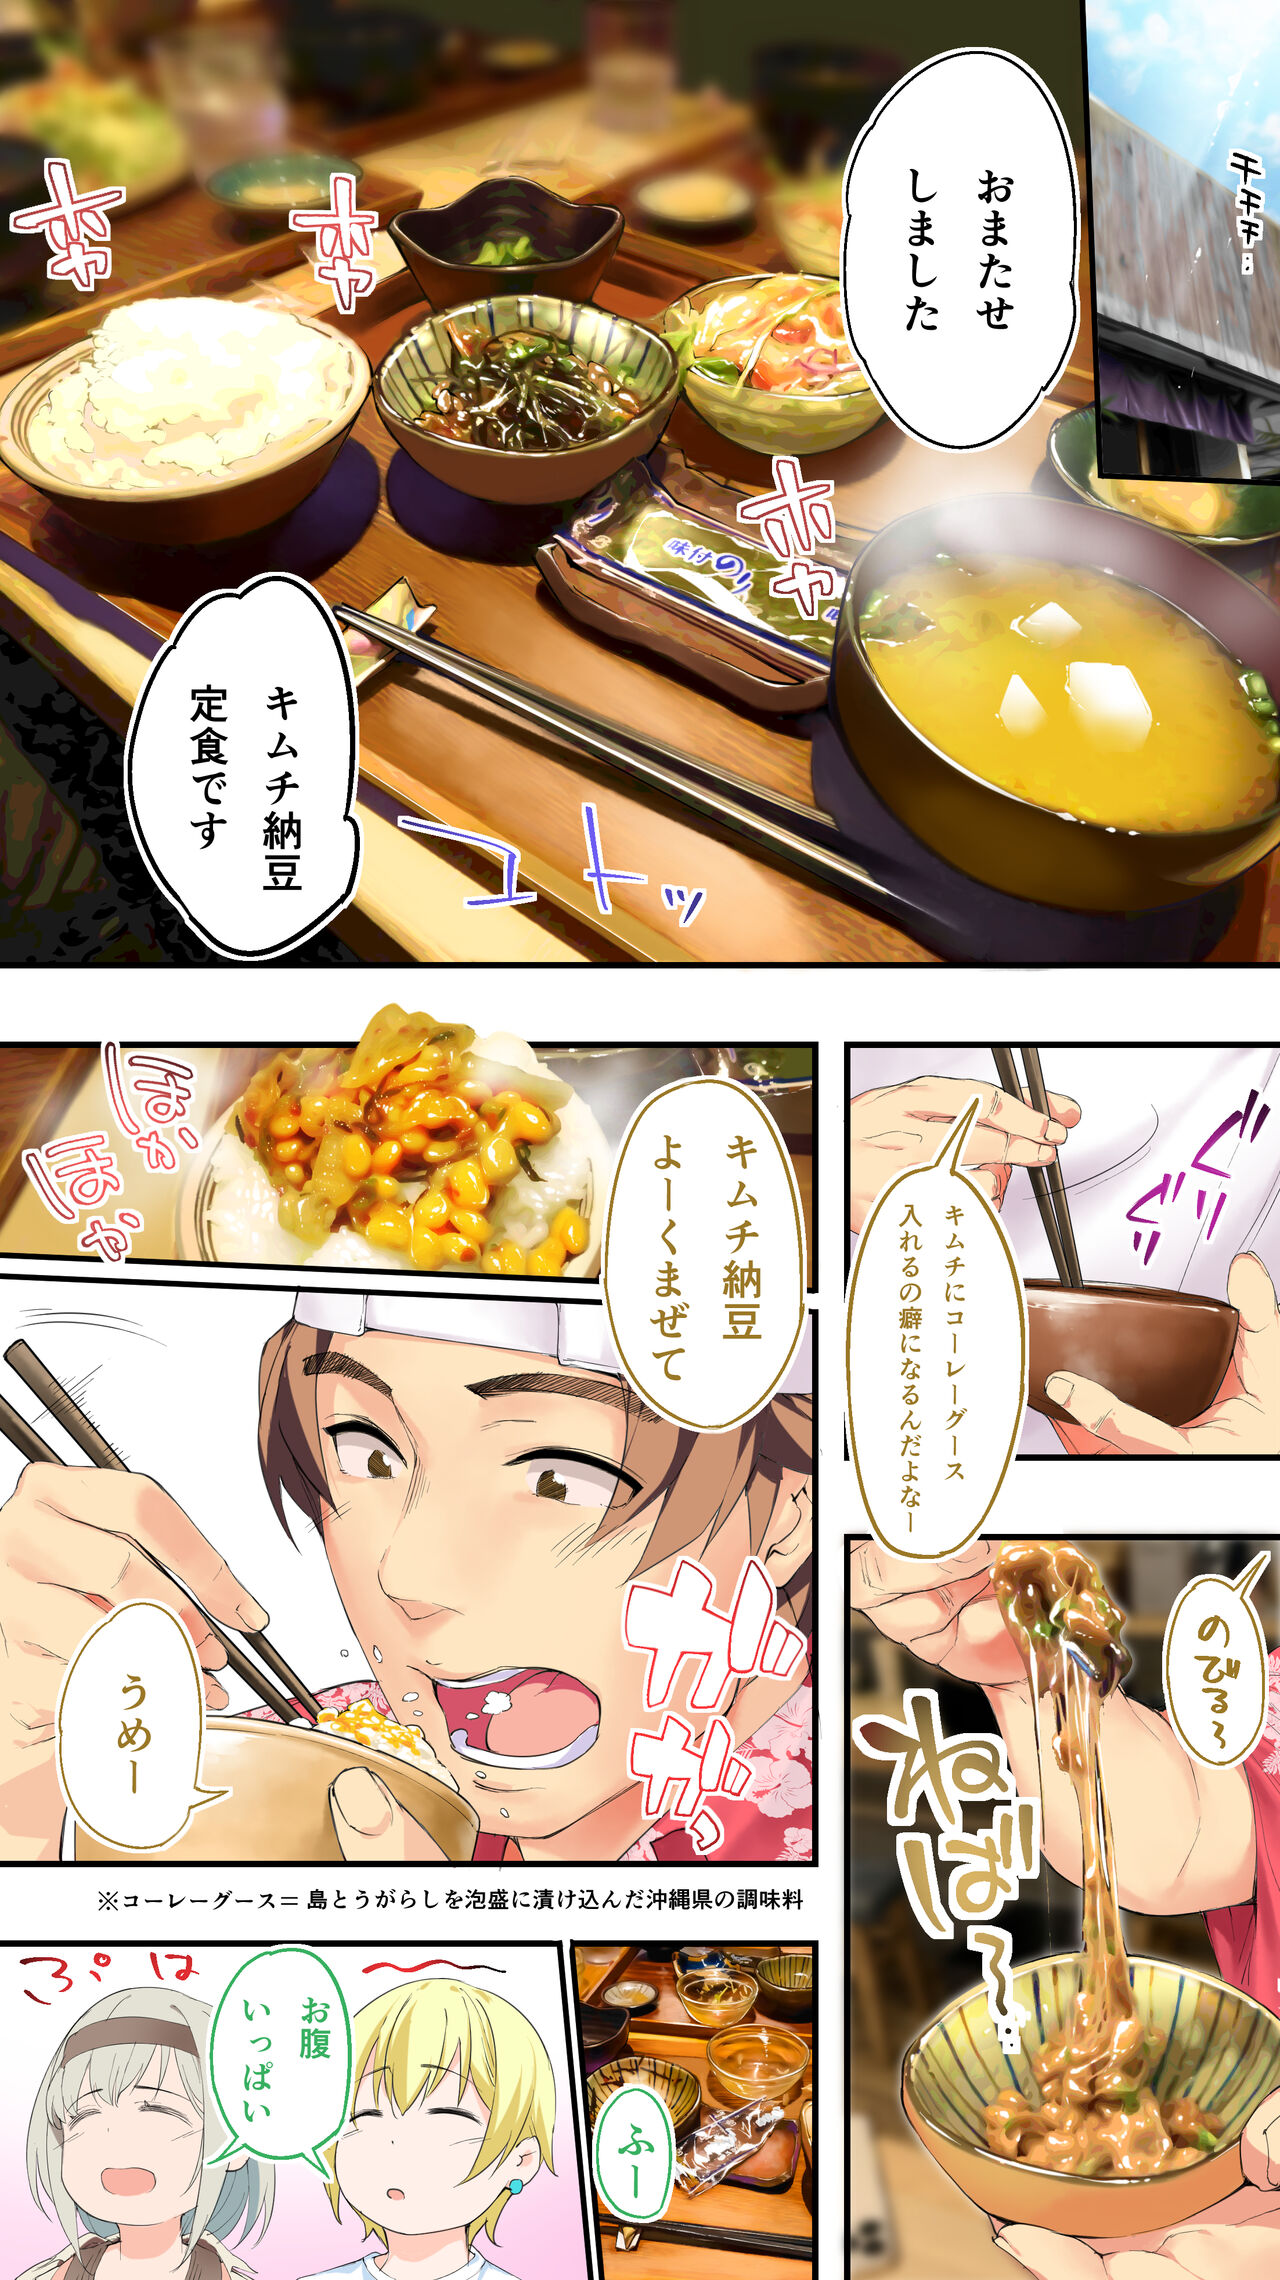 チチチ‥
おまたせ
しました
ホヤ
ホヤ
ホヤ
味付のり
キムチ納豆
定食です
コトッ
ぐり
ぐり
キムチにコーレーグース
入れるの癖になるんだよなー
のびる〜
ねばー
ほかほか
キムチ納豆
よーくまぜて
ガッ
ガッ
うめー
※コーレーグース＝島とうがらしを泡盛に漬け込んだ沖縄県の調味料
ふー
お腹
いっぱい
ぷはー